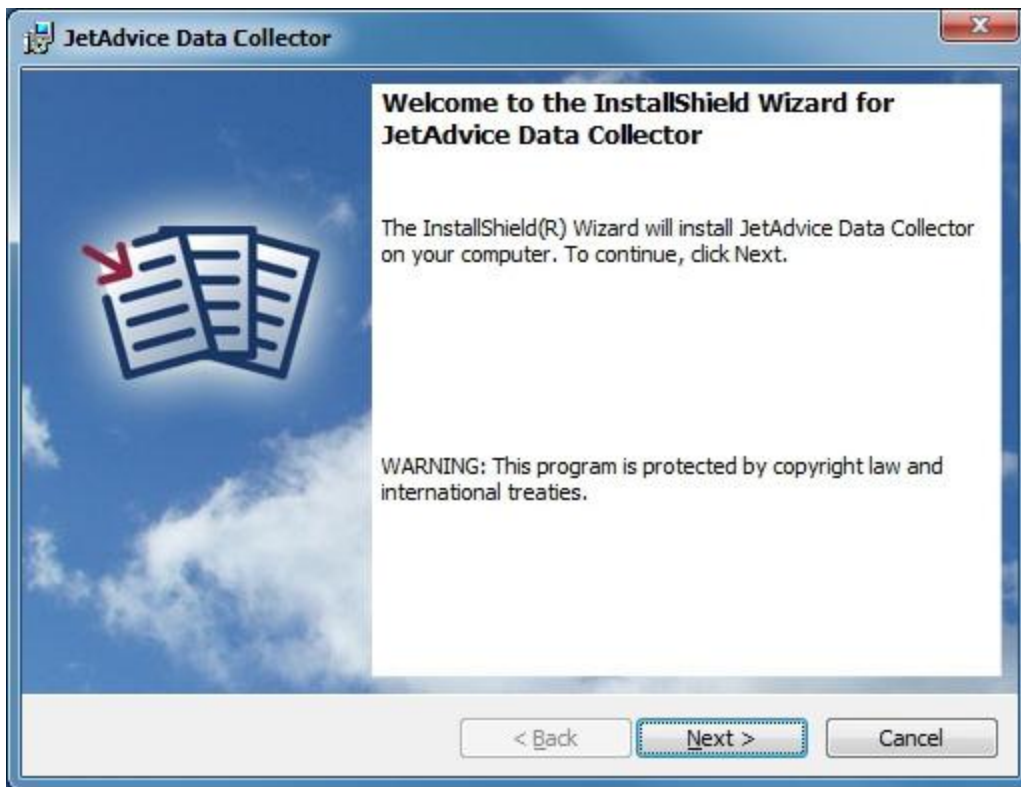 JetAdvice Data Collector
Welcome to the InstallShield Wizard for
JetAdvice Data Collector
The InstallShield(R) Wizard will install JetAdvice Data Collector
on your computer. To continue, click Next.
WARNING: This program is protected by copyright law and
international treaties.
< Back Next > Cancel